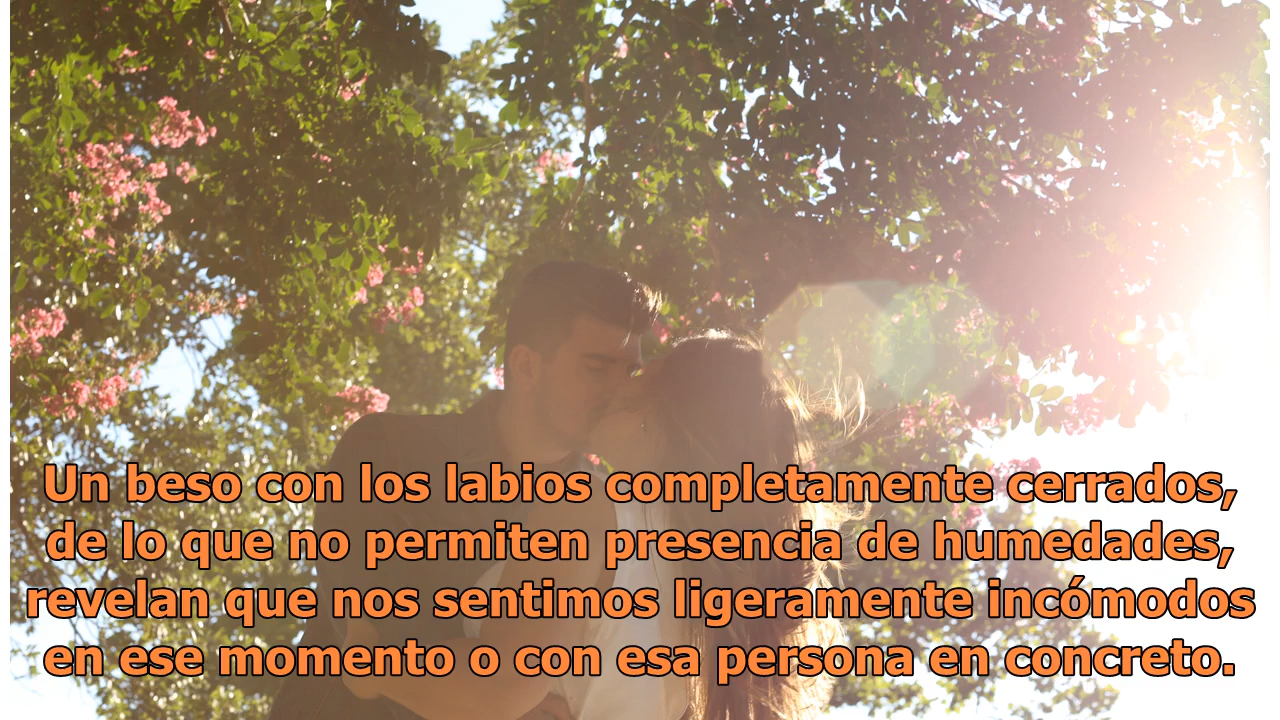 Un beso con los labios completamente cerrados,
de lo que no permiten presencia de humedades,
revelan que nos sentimos ligeramente incómodos
en ese momento o con esa persona en concreto.